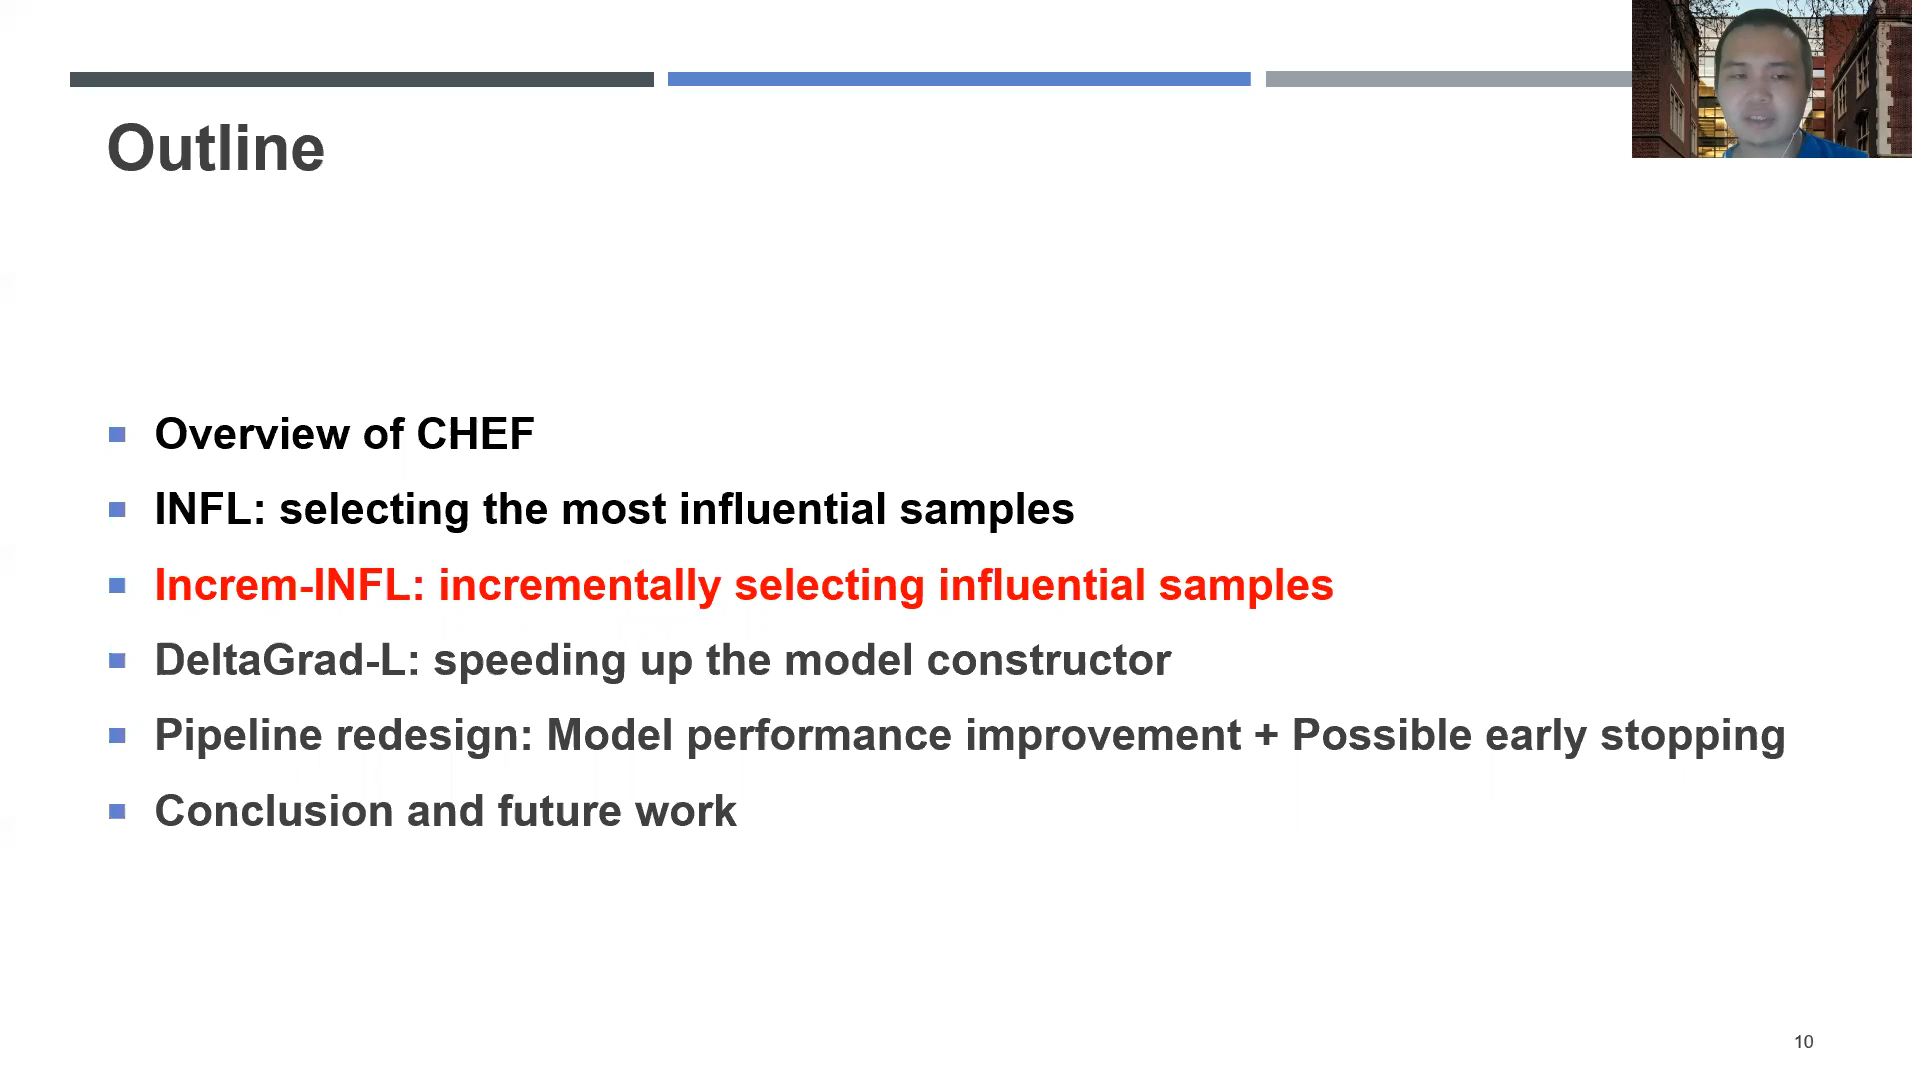 Outline
Overview of CHEF
INFL: selecting the most influential samples
Increm-INFL: incrementally selecting influential samples
DeltaGrad-L: speeding up the model constructor
Pipeline redesign: Model performance improvement + Possible early stopping
Conclusion and future work
10